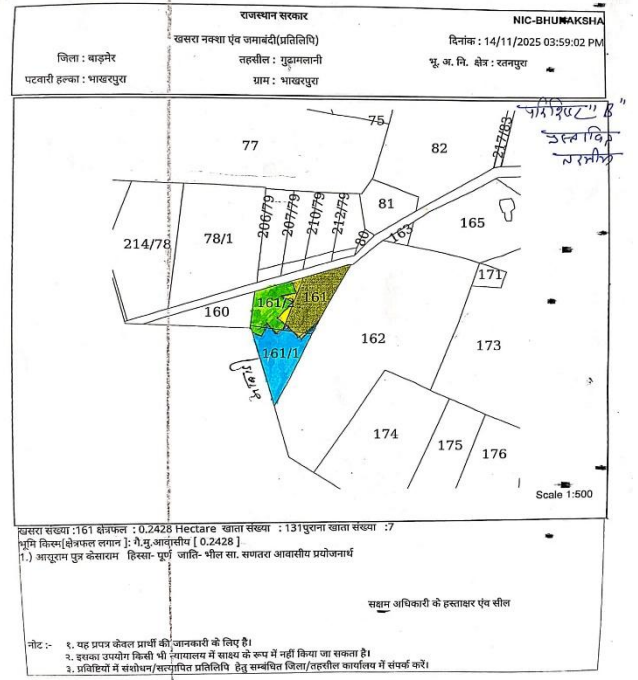 राजस्थान सरकार
NIC-BHUNAKSHA
खसरा नक्शा एंव जमाबंदी(प्रतिलिपि)
दिनांक : 14/11/2025 03:59:02 PM
जिला : बाड़मेर
तहसील : गुढ़ामलानी
भू. अ. नि. क्षेत्र : रतनपुरा
पटवारी हल्का : भाखरपुरा
ग्राम : भाखरपुरा
परिशिष्ट "B"
प्रस्तावित
तरमीम
75
77
82
217/83
81
206/79
207/79
210/79
212/79
80
163
165
214/78
78/1
171
161/2
161
160
162
161/1
173
174
175
176
Scale 1:500
खसरा संख्या :161 क्षेत्रफल : 0.2428 Hectare खाता संख्या : 131पुराना खाता संख्या :7
भूमि किस्म[क्षेत्रफल लगान ]: गै.मु.आवासीय [ 0.2428 ]
1.) आसूराम पुत्र केसाराम हिस्सा- पूर्ण जाति- भील सा. सणतरा आवासीय प्रयोजनार्थ
सक्षम अधिकारी के हस्ताक्षर एंव सील
नोट :- १. यह प्रपत्र केवल प्रार्थी की जानकारी के लिए है।
२. इसका उपयोग किसी भी न्यायालय में साक्ष्य के रूप में नहीं किया जा सकता है।
३. प्रविष्टियों में संशोधन/सत्यापित प्रतिलिपि हेतु सम्बंधित जिला/तहसील कार्यालय में संपर्क करें।